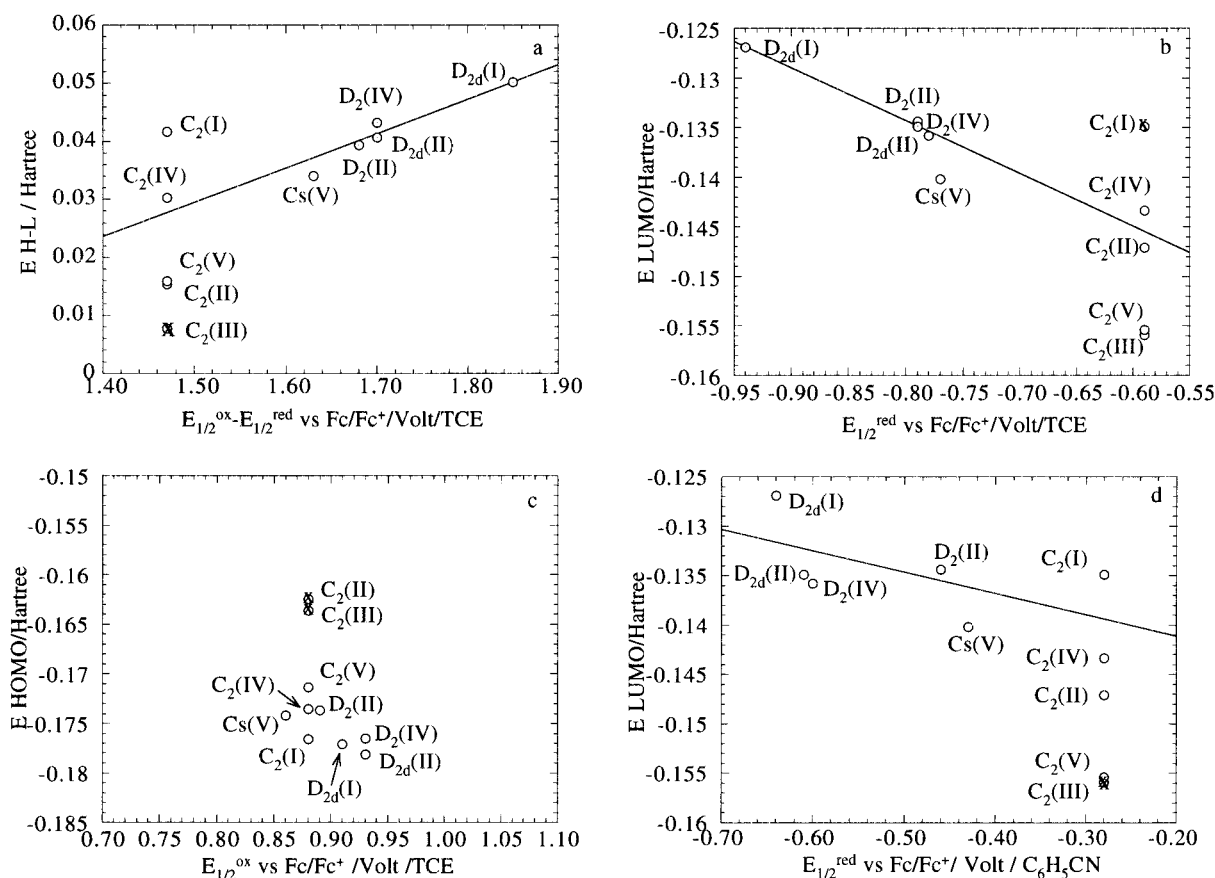 a
E H-L / Hartree
0.06
0.05
0.04
0.03
0.02
0.01
0
D2d(I)
D2(IV)
C2(I)
D2d(II)
D2(II)
C2(IV)
Cs(V)
C2(V)
C2(II)
C2(III)
1.40 1.50 1.60 1.70 1.80 1.90
E1/2ox-E1/2red vs Fc/Fc+/Volt/TCE
b
E LUMO/Hartree
-0.125
-0.13
-0.135
-0.14
-0.145
-0.15
-0.155
-0.16
D2d(I)
D2(II)
D2(IV)
C2(I)
D2d(II)
Cs(V)
C2(IV)
C2(II)
C2(V)
C2(III)
-0.95 -0.90 -0.85 -0.80 -0.75 -0.70 -0.65 -0.60 -0.55
E1/2red vs Fc/Fc+/Volt/TCE
c
E HOMO/Hartree
-0.15
-0.155
-0.16
-0.165
-0.17
-0.175
-0.18
-0.185
C2(II)
C2(III)
C2(V)
C2(IV)
D2(II)
Cs(V)
D2(IV)
C2(I)
D2d(II)
D2d(I)
0.70 0.75 0.80 0.85 0.90 0.95 1.00 1.05 1.10
E1/2ox vs Fc/Fc+ /Volt /TCE
d
E LUMO/Hartree
-0.125
-0.13
-0.135
-0.14
-0.145
-0.15
-0.155
-0.16
D2d(I)
D2(II)
C2(I)
D2d(II)
D2(IV)
Cs(V)
C2(IV)
C2(II)
C2(V)
C2(III)
-0.70 -0.60 -0.50 -0.40 -0.30 -0.20
E1/2red vs Fc/Fc+/ Volt / C6H5CN